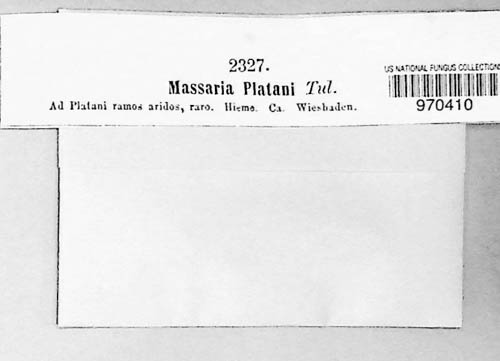 2327.
Massaria Platani Tul.
Ad Platani ramos aridos, raro. Hieme. Ca. Wiesbaden.
US NATIONAL FUNGUS COLLECTIONS
970410